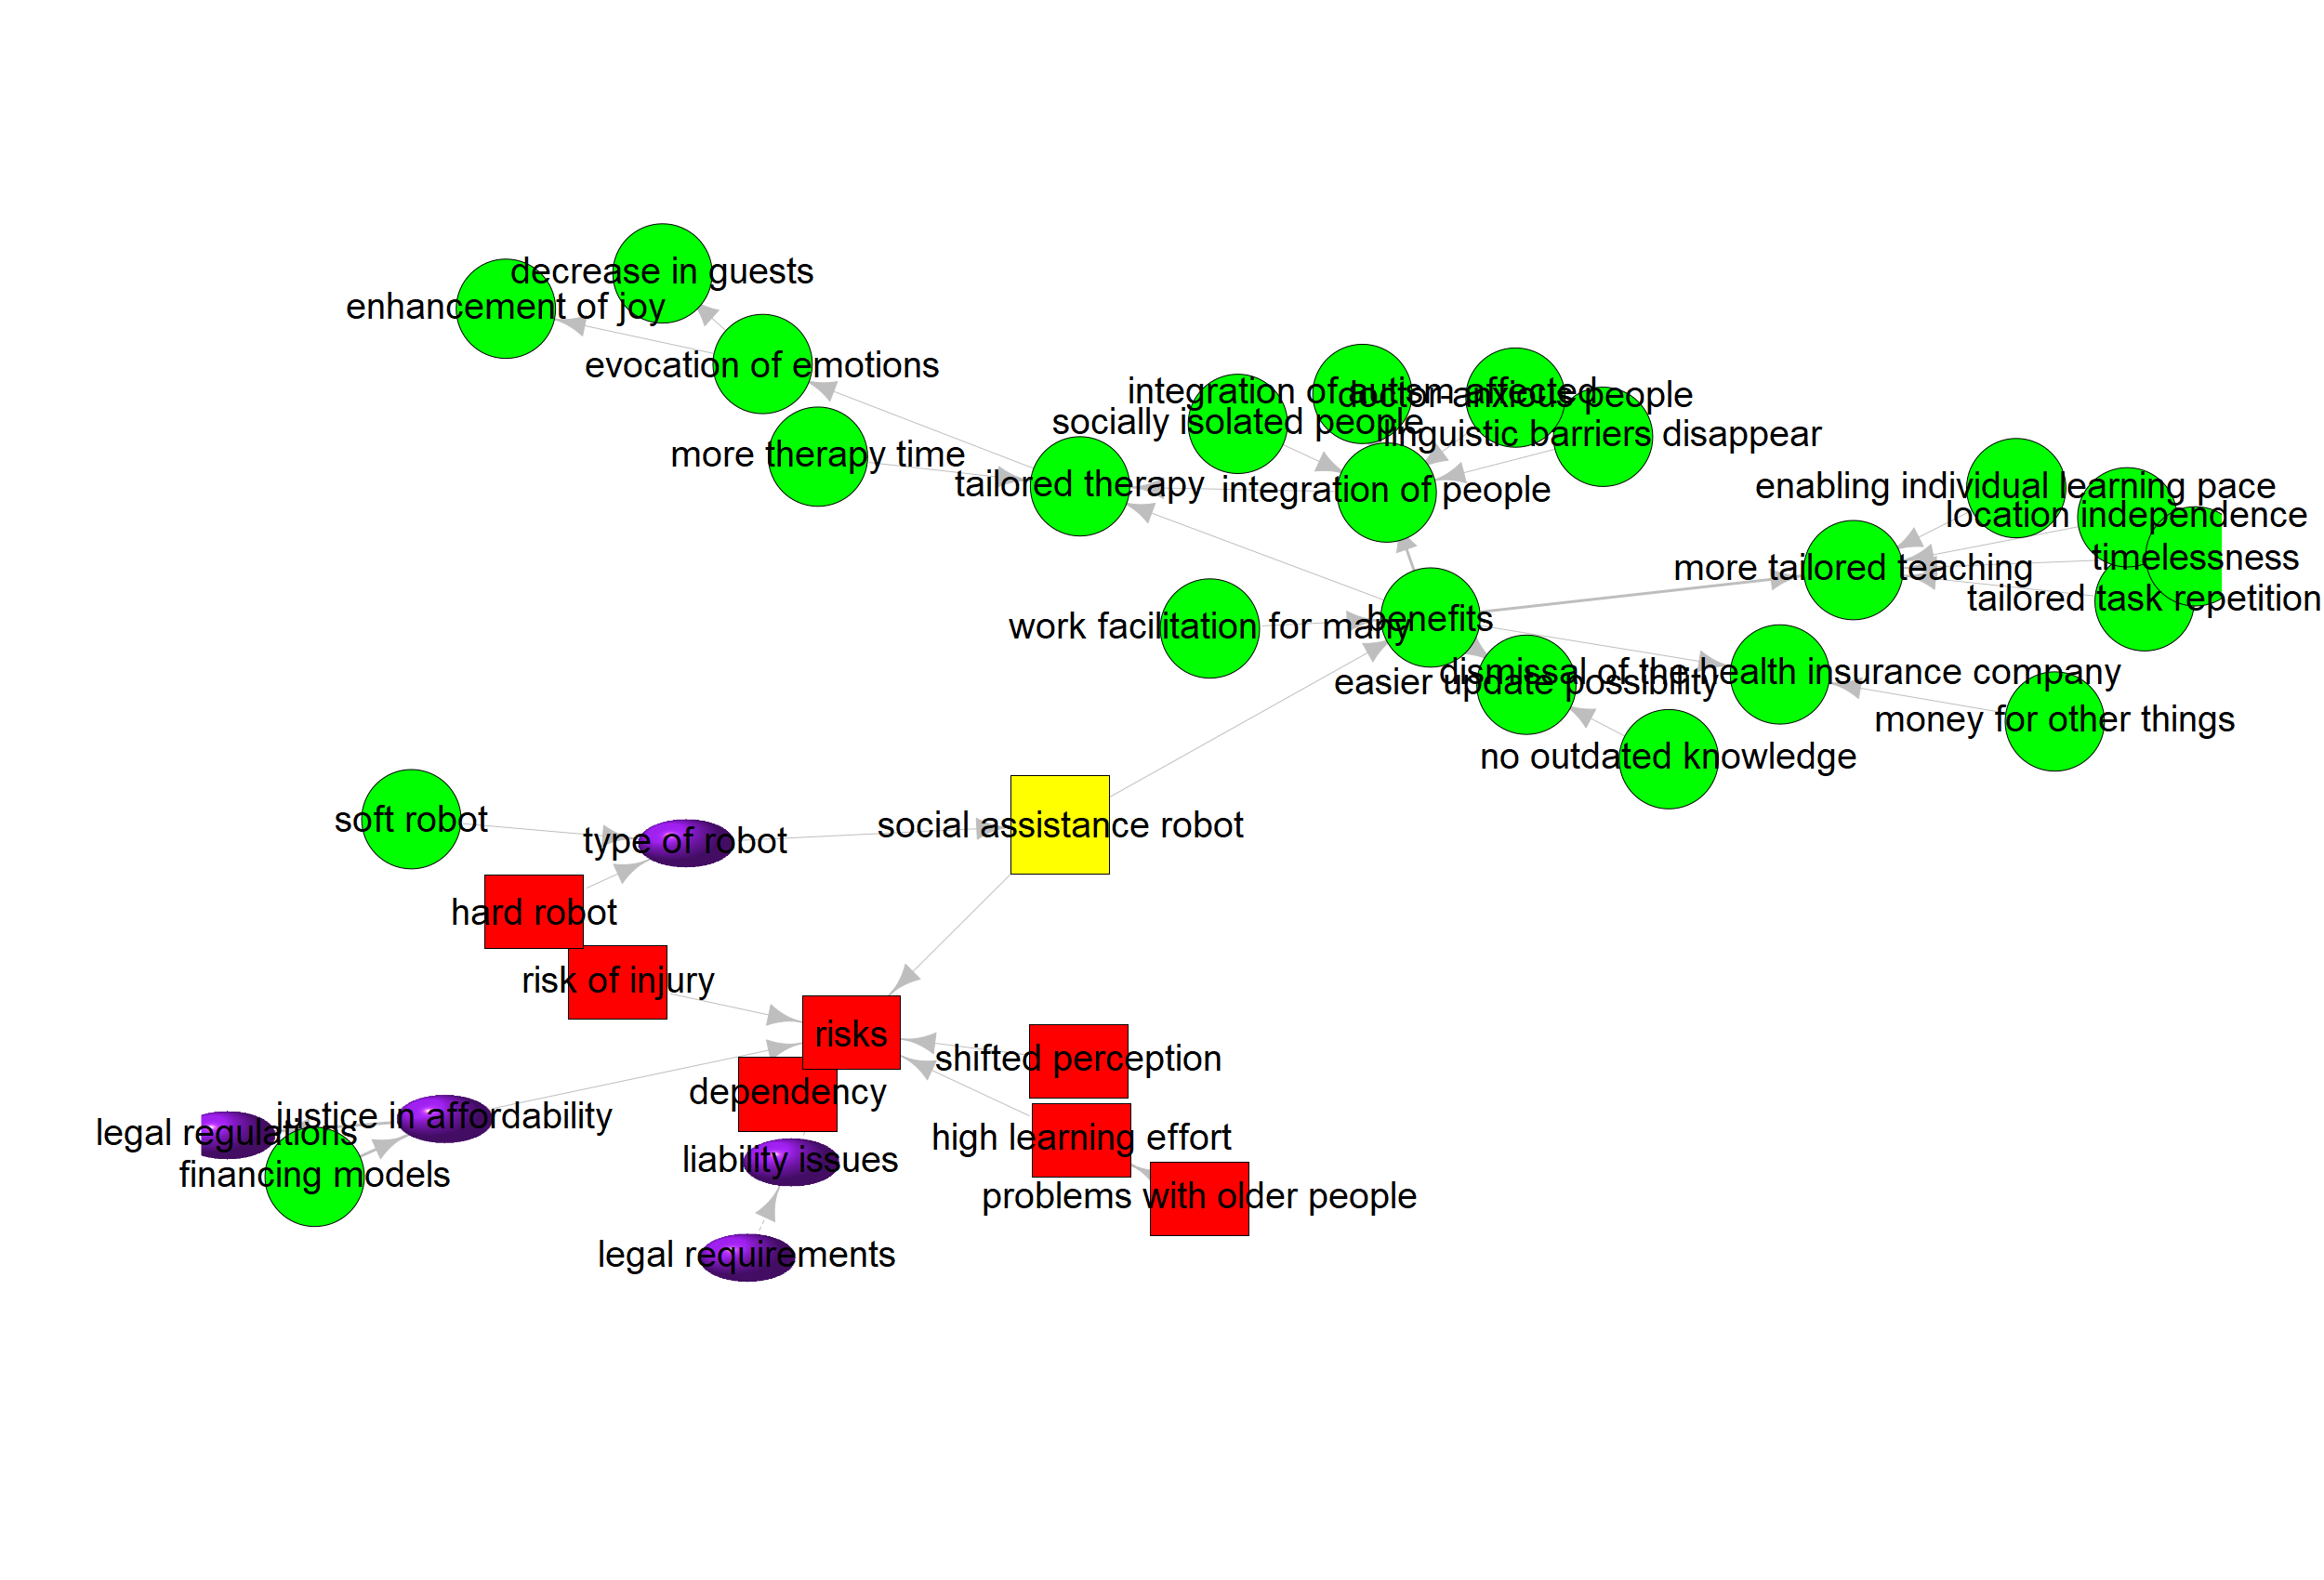 decrease in guests
enhancement of joy
evocation of emotions
integration of autism affected
doctor-anxious people
socially isolated people
linguistic barriers disappear
more therapy time
tailored therapy
integration of people
enabling individual learning pace
location independence
timelessness
more tailored teaching
tailored task repetition
work facilitation for many
benefits
dismissal of the health insurance company
easier update possibility
money for other things
no outdated knowledge
soft robot
type of robot
social assistance robot
hard robot
risk of injury
risks
shifted perception
dependency
justice in affordability
legal regulations
high learning effort
liability issues
financing models
problems with older people
legal requirements